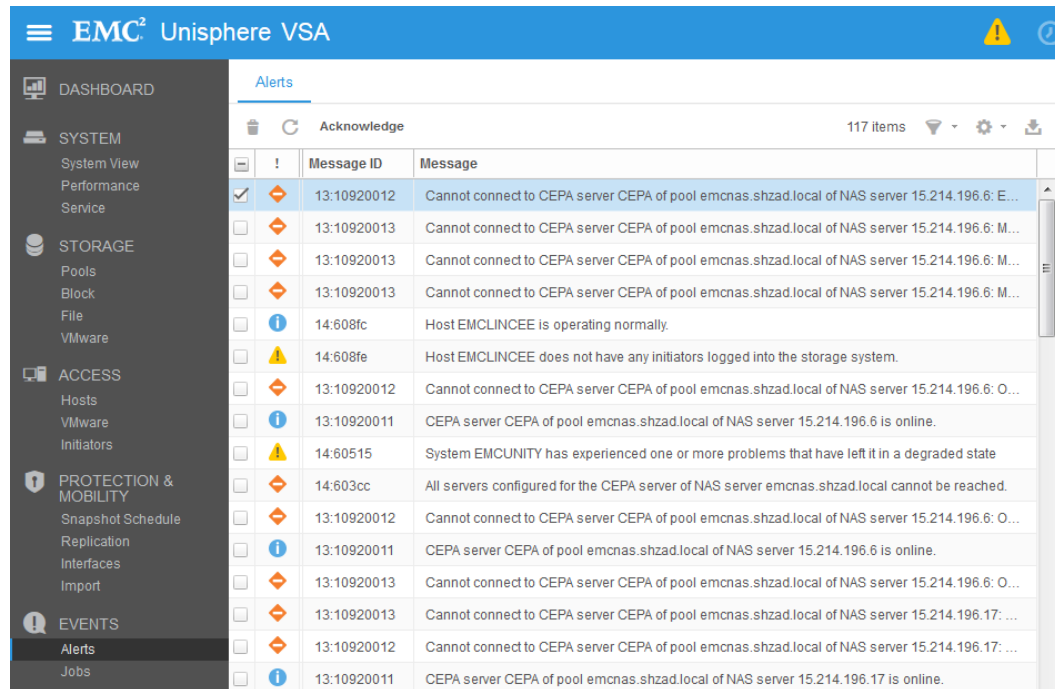 EMC² Unisphere VSA
DASHBOARD
SYSTEM
System View
Performance
Service
STORAGE
Pools
Block
File
VMware
ACCESS
Hosts
VMware
Initiators
PROTECTION &
MOBILITY
Snapshot Schedule
Replication
Interfaces
Import
EVENTS
Alerts
Jobs
Alerts
Acknowledge 117 items
! Message ID Message
13:10920012 Cannot connect to CEPA server CEPA of pool emcnas.shzad.local of NAS server 15.214.196.6: E...
13:10920013 Cannot connect to CEPA server CEPA of pool emcnas.shzad.local of NAS server 15.214.196.6: M...
13:10920013 Cannot connect to CEPA server CEPA of pool emcnas.shzad.local of NAS server 15.214.196.6: M...
13:10920013 Cannot connect to CEPA server CEPA of pool emcnas.shzad.local of NAS server 15.214.196.6: M...
14:608fc Host EMCLINCEE is operating normally.
14:608fe Host EMCLINCEE does not have any initiators logged into the storage system.
13:10920012 Cannot connect to CEPA server CEPA of pool emcnas.shzad.local of NAS server 15.214.196.6: O...
13:10920011 CEPA server CEPA of pool emcnas.shzad.local of NAS server 15.214.196.6 is online.
14:60515 System EMCUNITY has experienced one or more problems that have left it in a degraded state
14:603cc All servers configured for the CEPA server of NAS server emcnas.shzad.local cannot be reached.
13:10920012 Cannot connect to CEPA server CEPA of pool emcnas.shzad.local of NAS server 15.214.196.6: O...
13:10920011 CEPA server CEPA of pool emcnas.shzad.local of NAS server 15.214.196.6 is online.
13:10920013 Cannot connect to CEPA server CEPA of pool emcnas.shzad.local of NAS server 15.214.196.6: O...
13:10920013 Cannot connect to CEPA server CEPA of pool emcnas.shzad.local of NAS server 15.214.196.17: ...
13:10920012 Cannot connect to CEPA server CEPA of pool emcnas.shzad.local of NAS server 15.214.196.17: ...
13:10920011 CEPA server CEPA of pool emcnas.shzad.local of NAS server 15.214.196.17 is online.